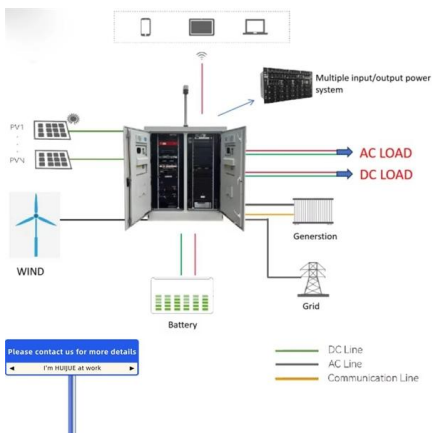 Multiple input/output power
system
PV1
PVN
AC LOAD
DC LOAD
Generstion
WIND
Grid
Battery
Please contact us for more details
I'm HUIJUE at work
DC Line
AC Line
Communication Line